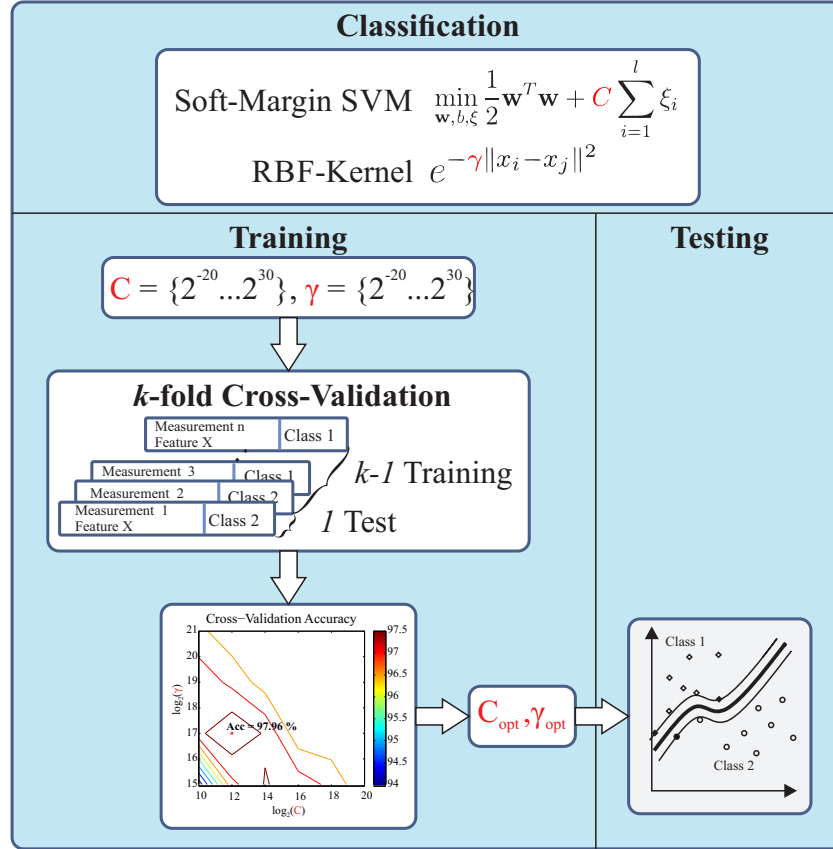 Classification
Soft-Margin SVM min w,b,ξ 1/2 w^T w + C ∑ i=1 l ξ_i
RBF-Kernel e^{-γ‖x_i-x_j‖^2}
Training
Testing
C = {2^-20...2^30}, γ = {2^-20...2^30}
k-fold Cross-Validation
Measurement n
Feature X
Class 1
Measurement 3
Class 1
Measurement 2
Class 2
Measurement 1
Feature X
Class 2
k-1 Training
1 Test
Cross−Validation Accuracy
21
20
19
18
17
16
15
log2(γ)
Acc = 97.96 %
10
12
14
16
18
20
log2(C)
97.5
97
96.5
96
95.5
95
94.5
94
C_opt,γ_opt
Class 1
Class 2